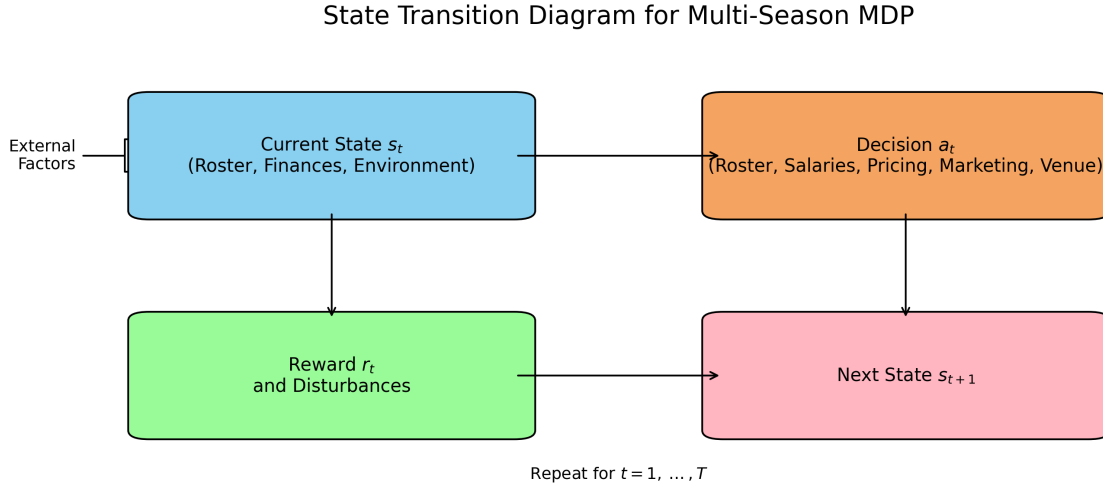 State Transition Diagram for Multi-Season MDP
External
Factors
Current State $s_t$
(Roster, Finances, Environment)
Decision $a_t$
(Roster, Salaries, Pricing, Marketing, Venue)
Reward $r_t$
and Disturbances
Next State $s_{t+1}$
Repeat for $t = 1, \ldots, T$